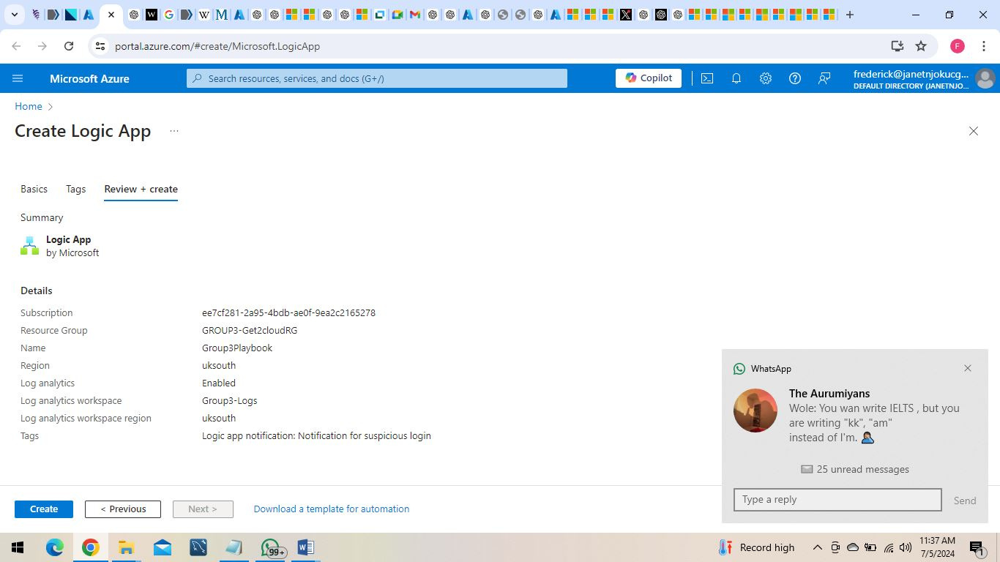 portal.azure.com/#create/Microsoft.LogicApp
F
Microsoft Azure
Search resources, services, and docs (G+/)
Copilot
frederick@janetnjokucg...
DEFAULT DIRECTORY (JANETNJO...
Home
Create Logic App
Basics
Tags
Review + create
Summary
Logic App
by Microsoft
Details
Subscription ee7cf281-2a95-4bdb-ae0f-9ea2c2165278
Resource Group GROUP3-Get2cloudRG
Name Group3Playbook
Region uksouth
Log analytics Enabled
Log analytics workspace Group3-Logs
Log analytics workspace region uksouth
Tags Logic app notification: Notification for suspicious login
WhatsApp
The Aurumiyans
Wole: You wan write IELTS , but you
are writing "kk", "am"
instead of I'm.
25 unread messages
Type a reply
Send
Create
< Previous
Next >
Download a template for automation
99+
Record high
11:37 AM
7/5/2024
1